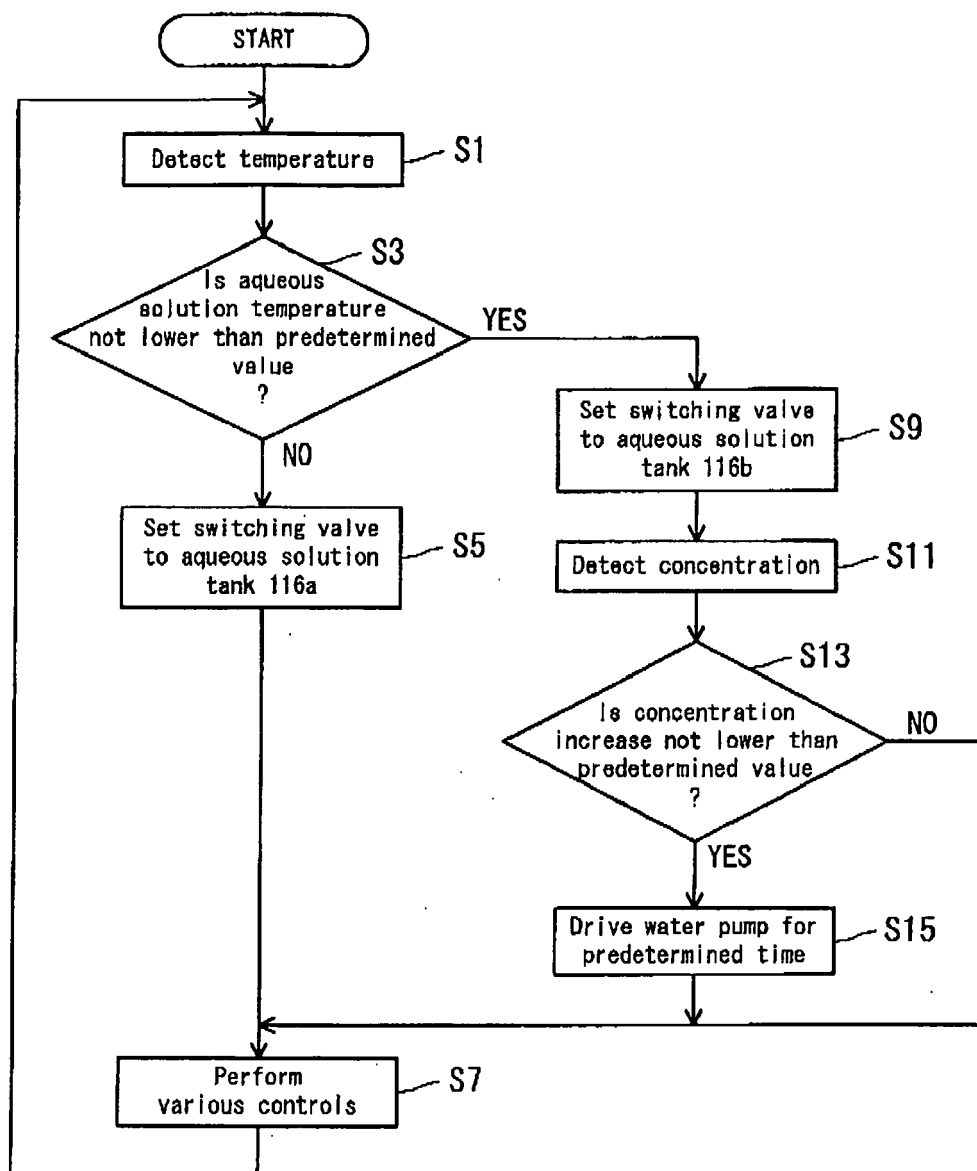 START
Detect temperature
S1
S3
Is aqueous
solution temperature
not lower than predetermined
value
?
YES
NO
Set switching valve
to aqueous solution
tank 116a
S5
Set switching valve
to aqueous solution
tank 116b
S9
Detect concentration
S11
S13
Is concentration
increase not lower than
predetermined value
?
NO
YES
Drive water pump for
predetermined time
S15
Perform
various controls
S7